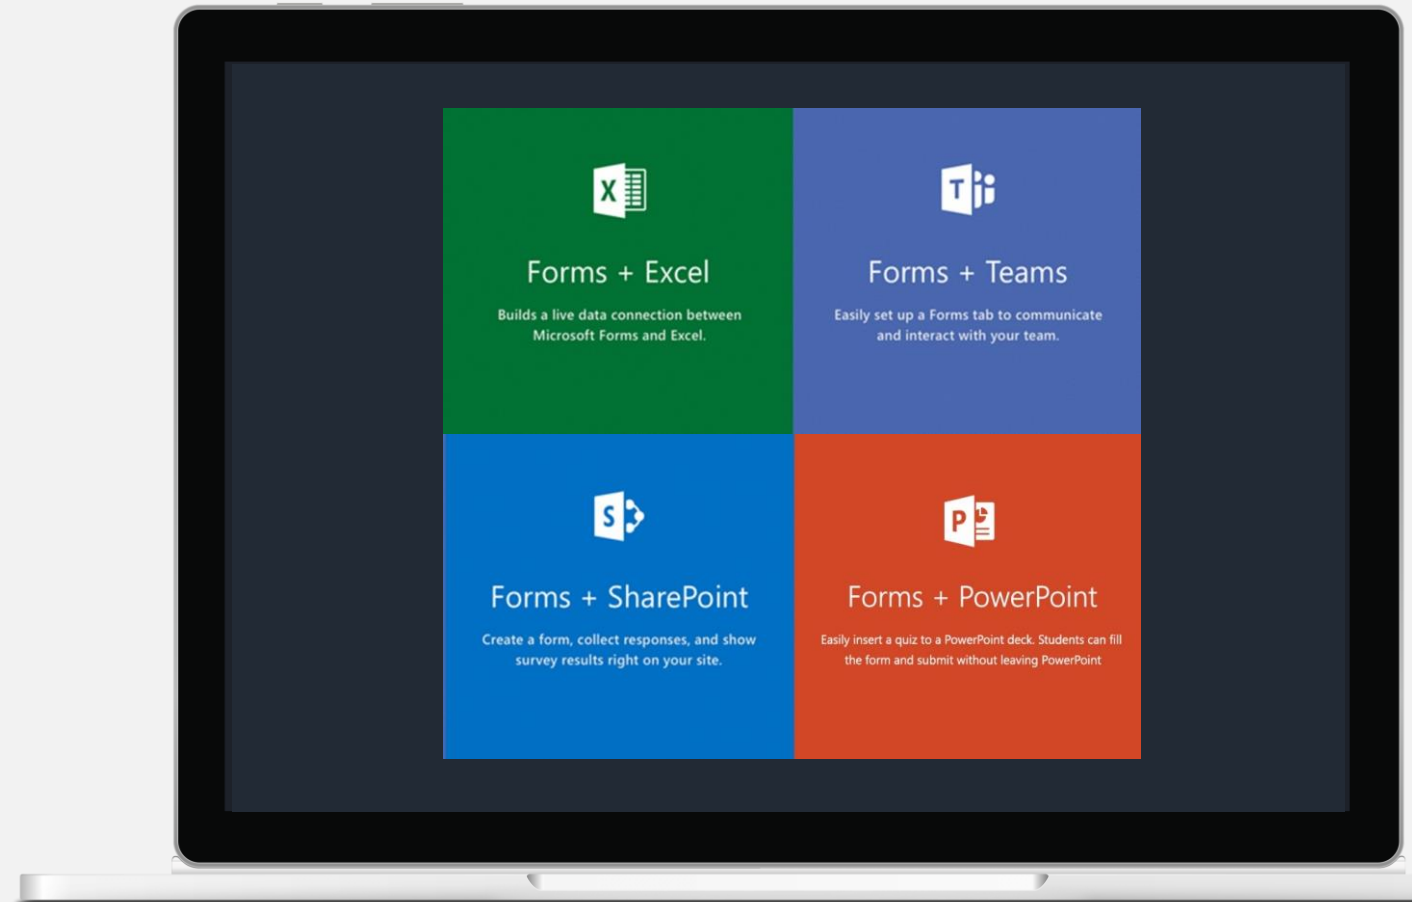 X
Forms + Excel
Builds a live data connection between
Microsoft Forms and Excel.
T
Forms + Teams
Easily set up a Forms tab to communicate
and interact with your team.
S
Forms + SharePoint
Create a form, collect responses, and show
survey results right on your site.
P
Forms + PowerPoint
Easily insert a quiz to a PowerPoint deck. Students can fill
the form and submit without leaving PowerPoint